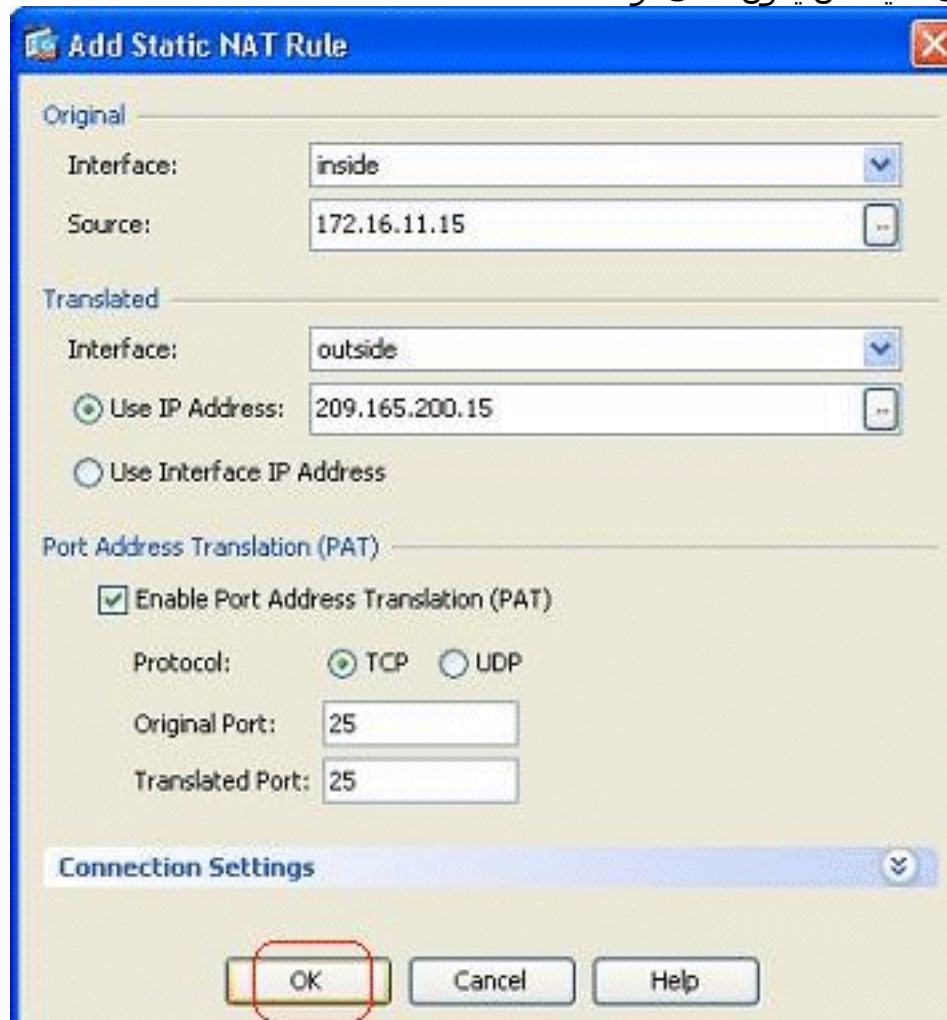 Add Static NAT Rule
Original
Interface: inside
Source: 172.16.11.15
Translated
Interface: outside
Use IP Address: 209.165.200.15
Use Interface IP Address
Port Address Translation (PAT)
Enable Port Address Translation (PAT)
Protocol: TCP UDP
Original Port: 25
Translated Port: 25
Connection Settings
OK Cancel Help